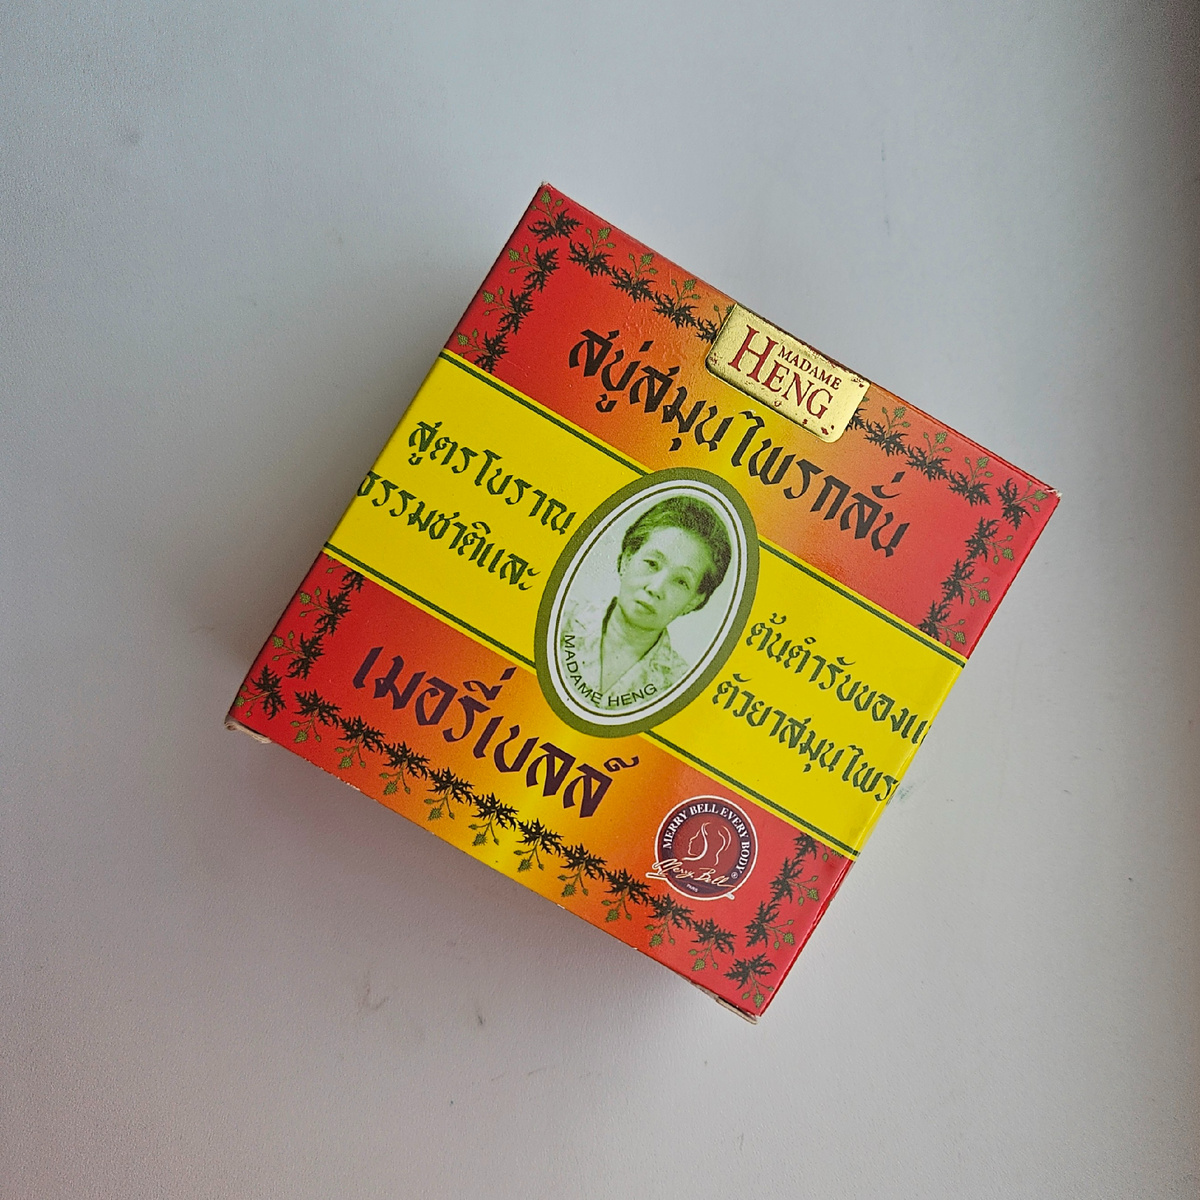 MADAME
HENG
สบู่สมุนไพรกลั่น
สูตรโบราณ
ธรรมชาติและ
MADAME HENG
ต้นตำรับของแ
ตัวยาสมุนไพร
เมอรี่เบลล์
MERRY BELL EVERY BODY ®
Merry Bell
PARIS